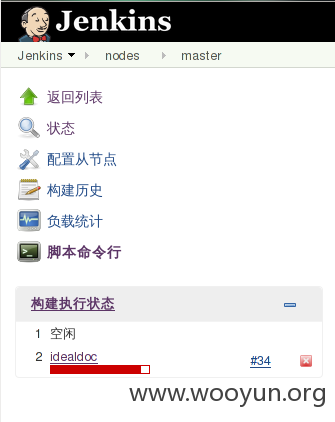 Jenkins
Jenkins nodes master
返回列表
状态
配置从节点
构建历史
负载统计
脚本命令行
构建执行状态
1 空闲
2 idealdoc #34
www.wooyun.org